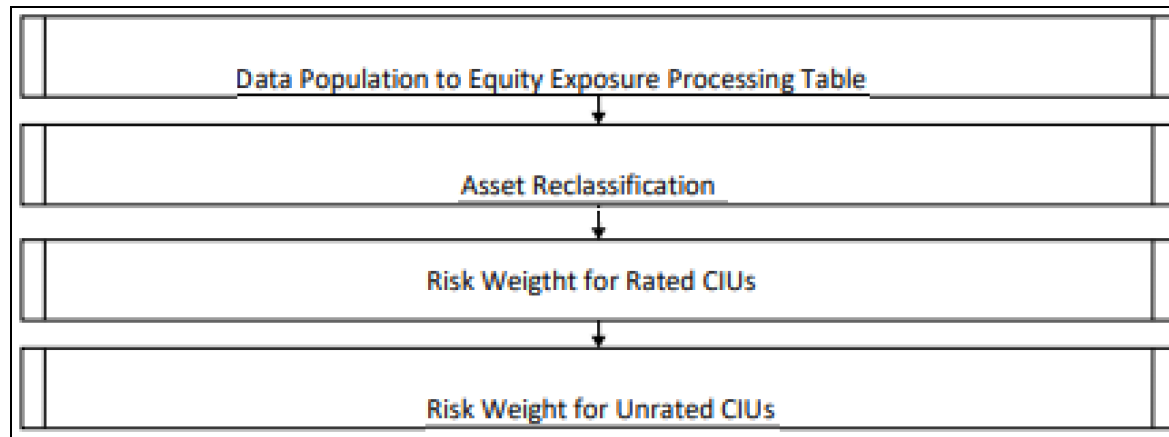 Data Population to Equity Exposure Processing Table
Asset Reclassification
Risk Weigtht for Rated CIUs
Risk Weight for Unrated CIUs